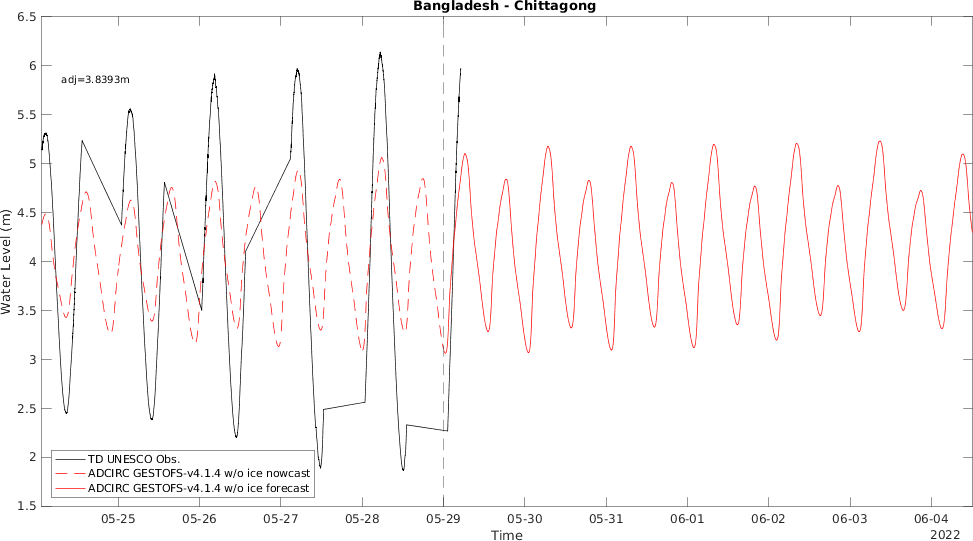 Bangladesh - Chittagong
6.5
6
5.5
5
4.5
4
3.5
3
2.5
2
1.5
Water Level (m)
adj=3.8393m
TD UNESCO Obs.
ADCIRC GESTOFS-v4.1.4 w/o ice nowcast
ADCIRC GESTOFS-v4.1.4 w/o ice forecast
05-25 05-26 05-27 05-28 05-29 05-30 05-31 06-01 06-02 06-03 06-04
Time
2022